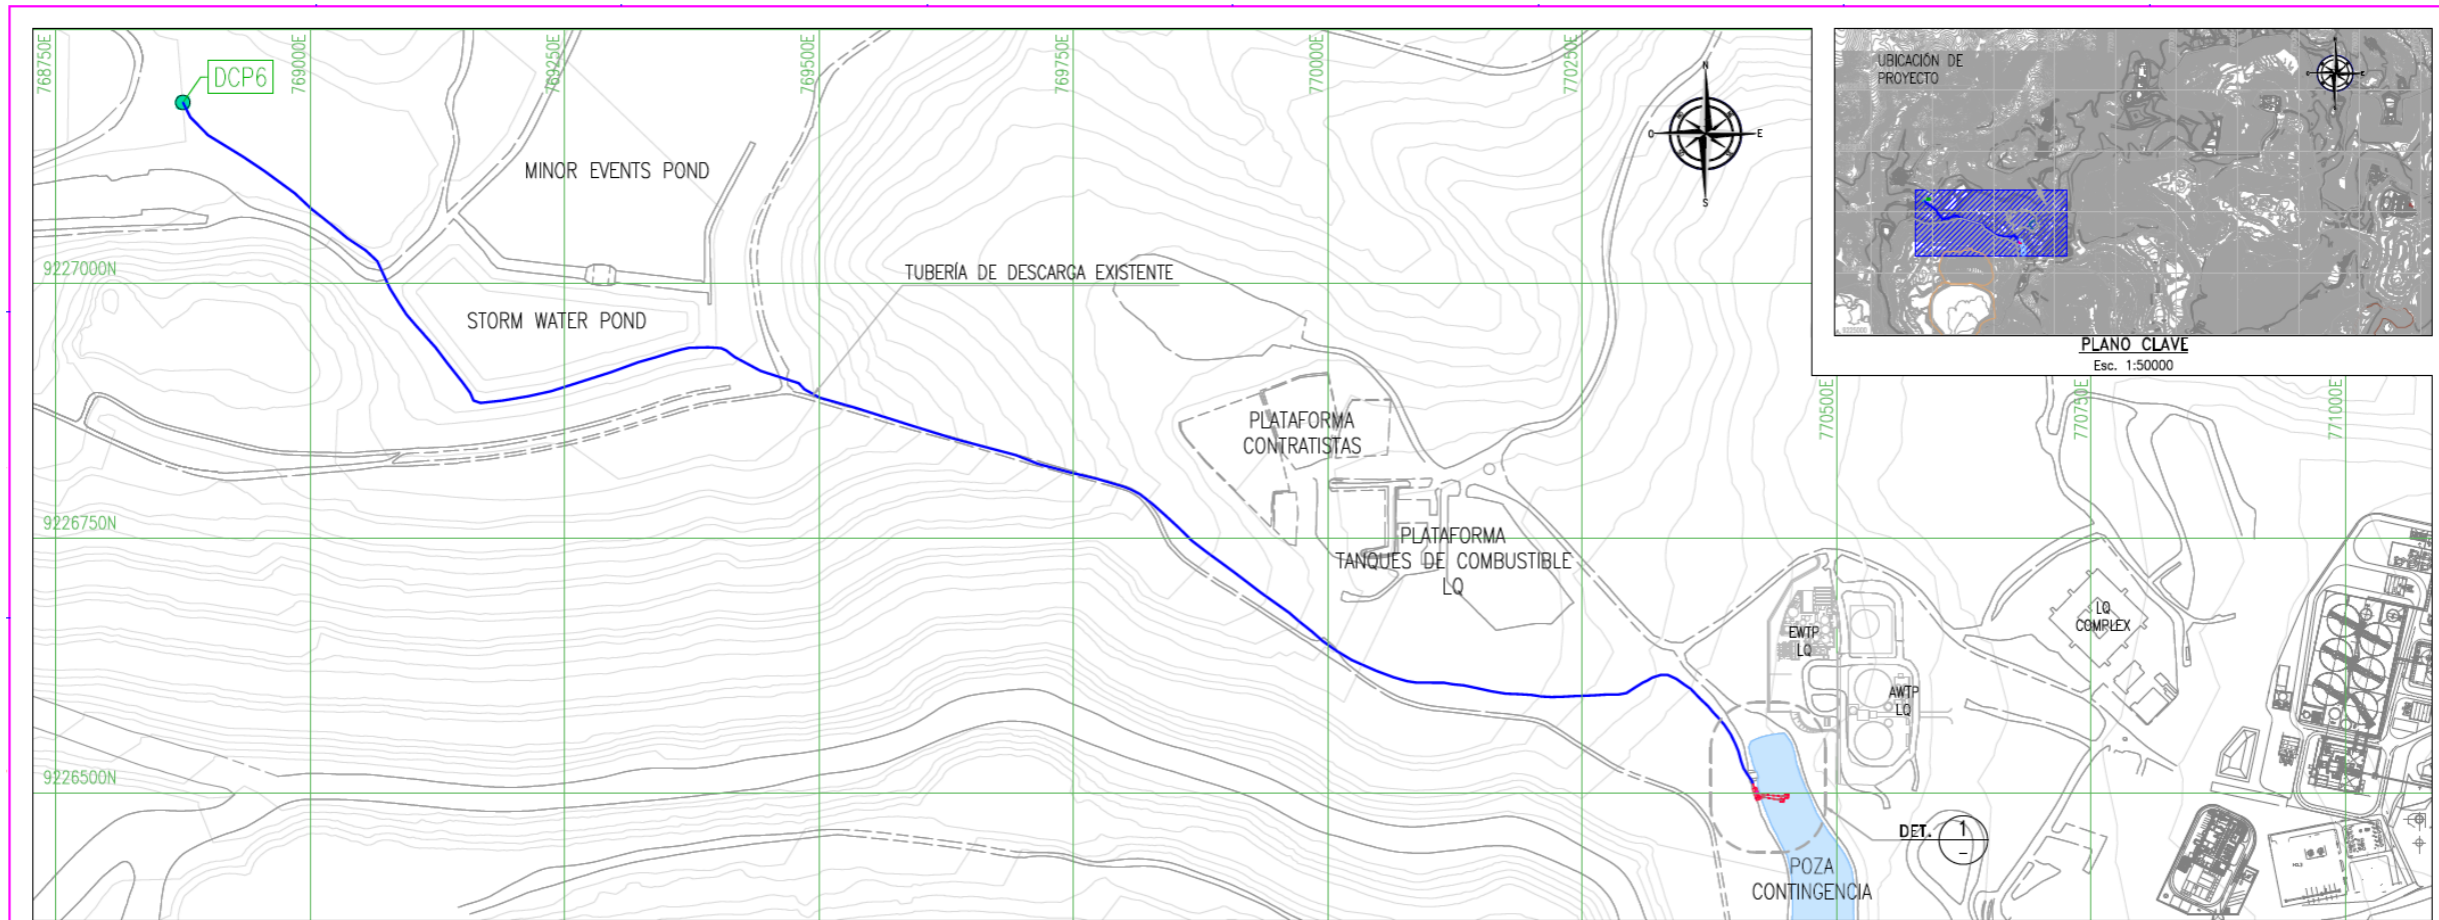 768750E
769000E
769250E
769500E
769750E
770000E
770250E
DCP6
MINOR EVENTS POND
N
O
E
S
UBICACIÓN DE
PROYECTO
9227000N
TUBERÍA DE DESCARGA EXISTENTE
STORM WATER POND
PLANO CLAVE
Esc. 1:50000
770500E
770750E
771000E
PLATAFORMA
CONTRATISTAS
9226750N
PLATAFORMA
TANQUES DE COMBUSTIBLE
LQ
EWTP
LQ
LQ
COMPLEX
AWTP
LQ
9226500N
DET. 1
-
POZA
CONTINGENCIA